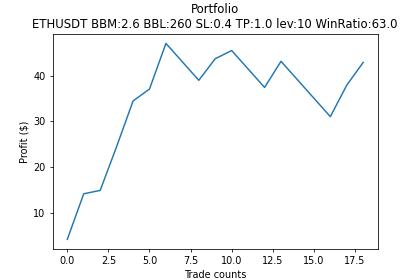 Portfolio
ETHUSDT BBM:2.6 BBL:260 SL:0.4 TP:1.0 lev:10 WinRatio:63.0
40
30
20
10
Profit ($)
0.0 2.5 5.0 7.5 10.0 12.5 15.0 17.5
Trade counts